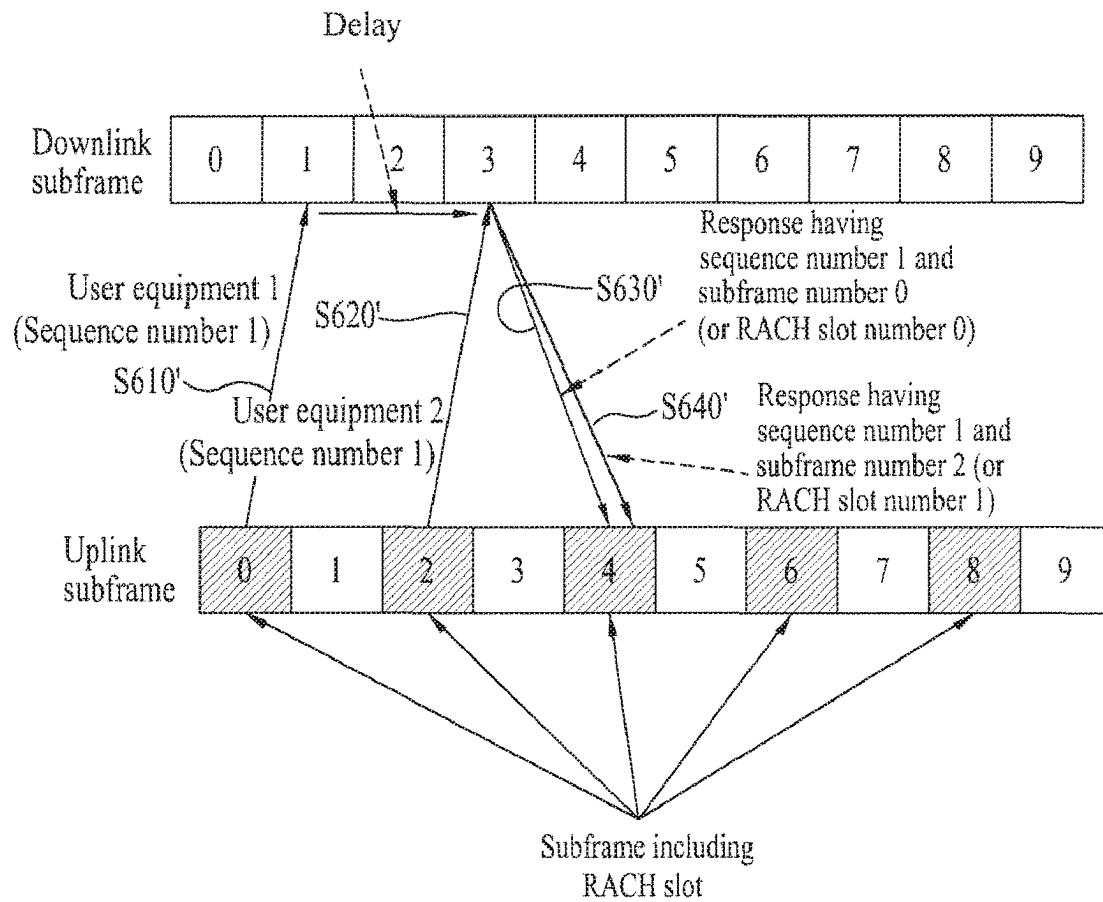 Delay
Downlink
subframe
0 1 2 3 4 5 6 7 8 9
Response having
sequence number 1 and
subframe number 0
(or RACH slot number 0)
User equipment 1
(Sequence number 1)
S610'
S620'
S630'
User equipment 2
(Sequence number 1)
S640'
Response having
sequence number 1 and
subframe number 2 (or
RACH slot number 1)
Uplink
subframe
0 1 2 3 4 5 6 7 8 9
Subframe including
RACH slot